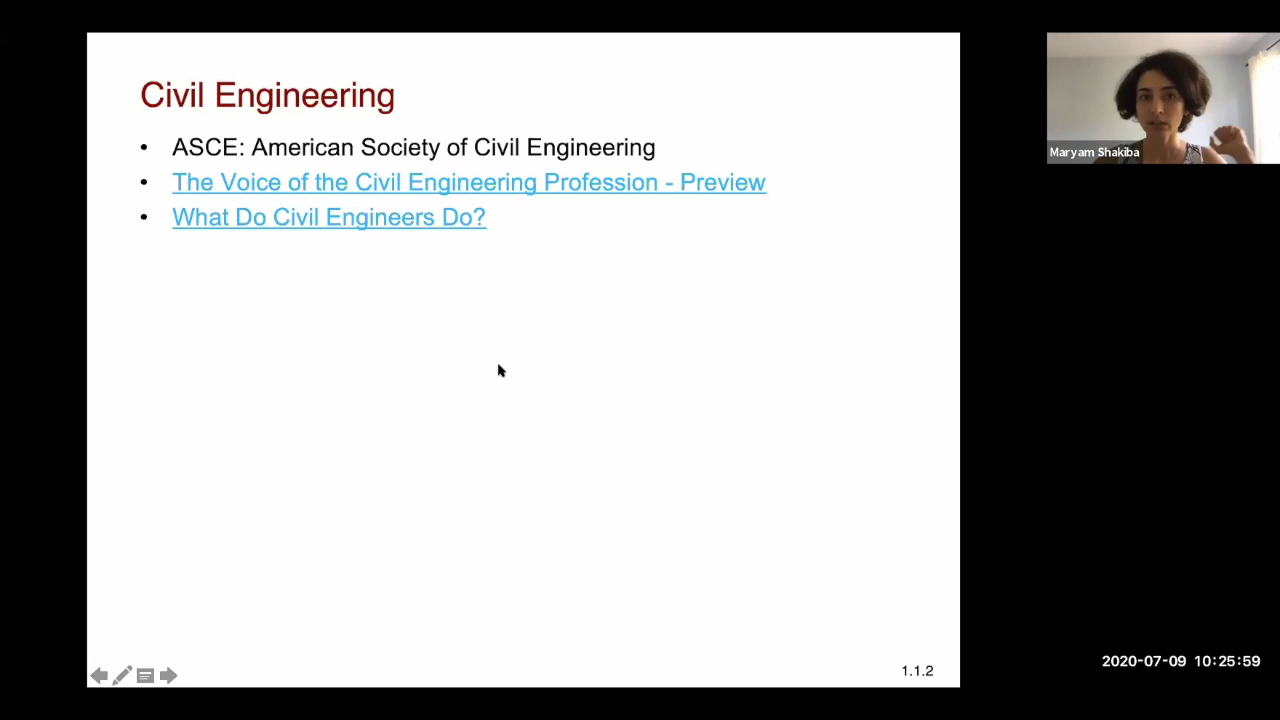 Civil Engineering
• ASCE: American Society of Civil Engineering
• The Voice of the Civil Engineering Profession - Preview
• What Do Civil Engineers Do?
Maryam Shakiba
2020-07-09 10:25:59
1.1.2